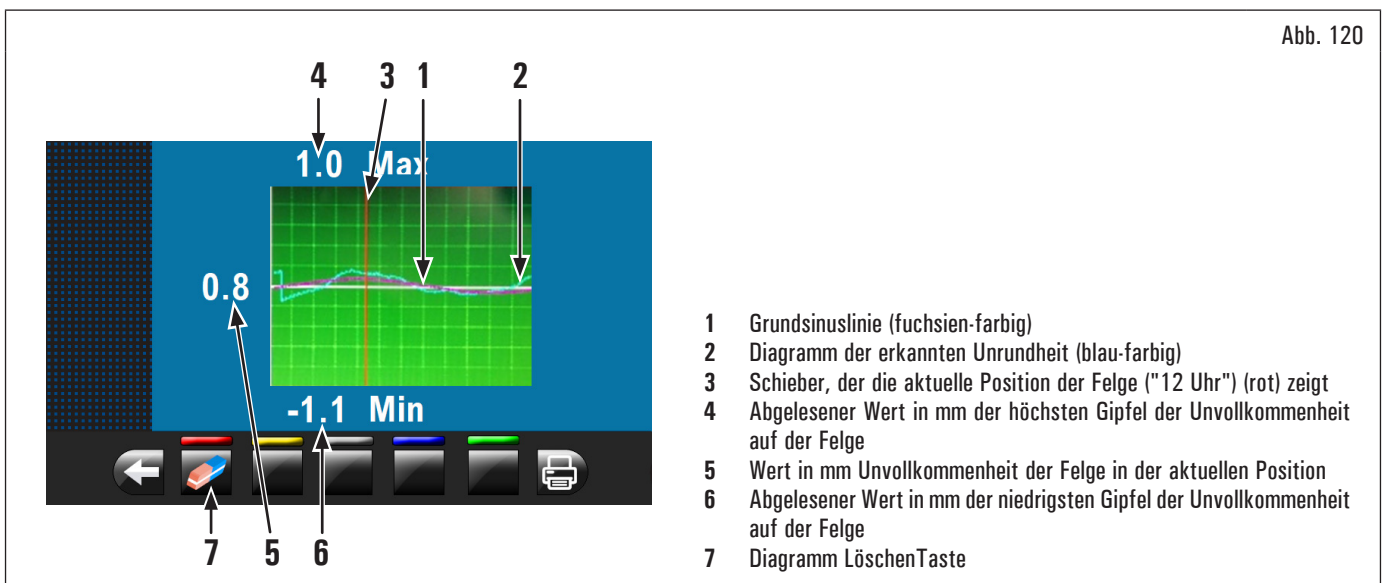 Abb. 120
4 3 1 2
1.0 Max
0.8
-1.1 Min
7 5 6
1 Grundsinuslinie (fuchsien-farbig)
2 Diagramm der erkannten Unrundheit (blau-farbig)
3 Schieber, der die aktuelle Position der Felge ("12 Uhr") (rot) zeigt
4 Abgelesener Wert in mm der höchsten Gipfel der Unvollkommenheit
auf der Felge
5 Wert in mm Unvollkommenheit der Felge in der aktuellen Position
6 Abgelesener Wert in mm der niedrigsten Gipfel der Unvollkommenheit
auf der Felge
7 Diagramm LöschenTaste